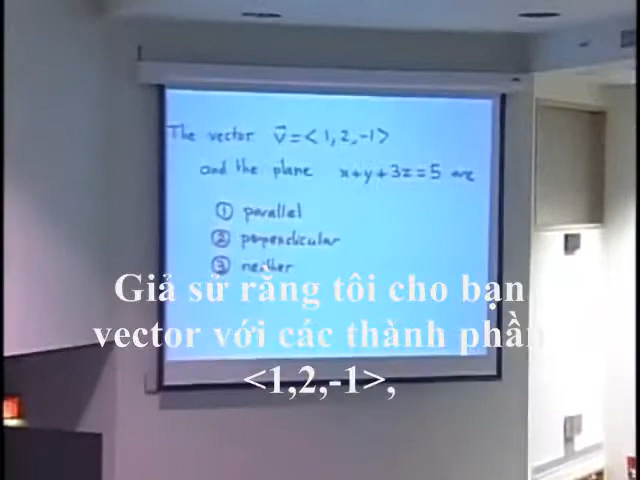 The vector v⃗ = <1, 2, -1>
and the plane x+y+3z=5 are
① parallel
② perpendicular
③ neither
Giả sử rằng tôi cho bạn
vector với các thành phần
<1,2,-1>,